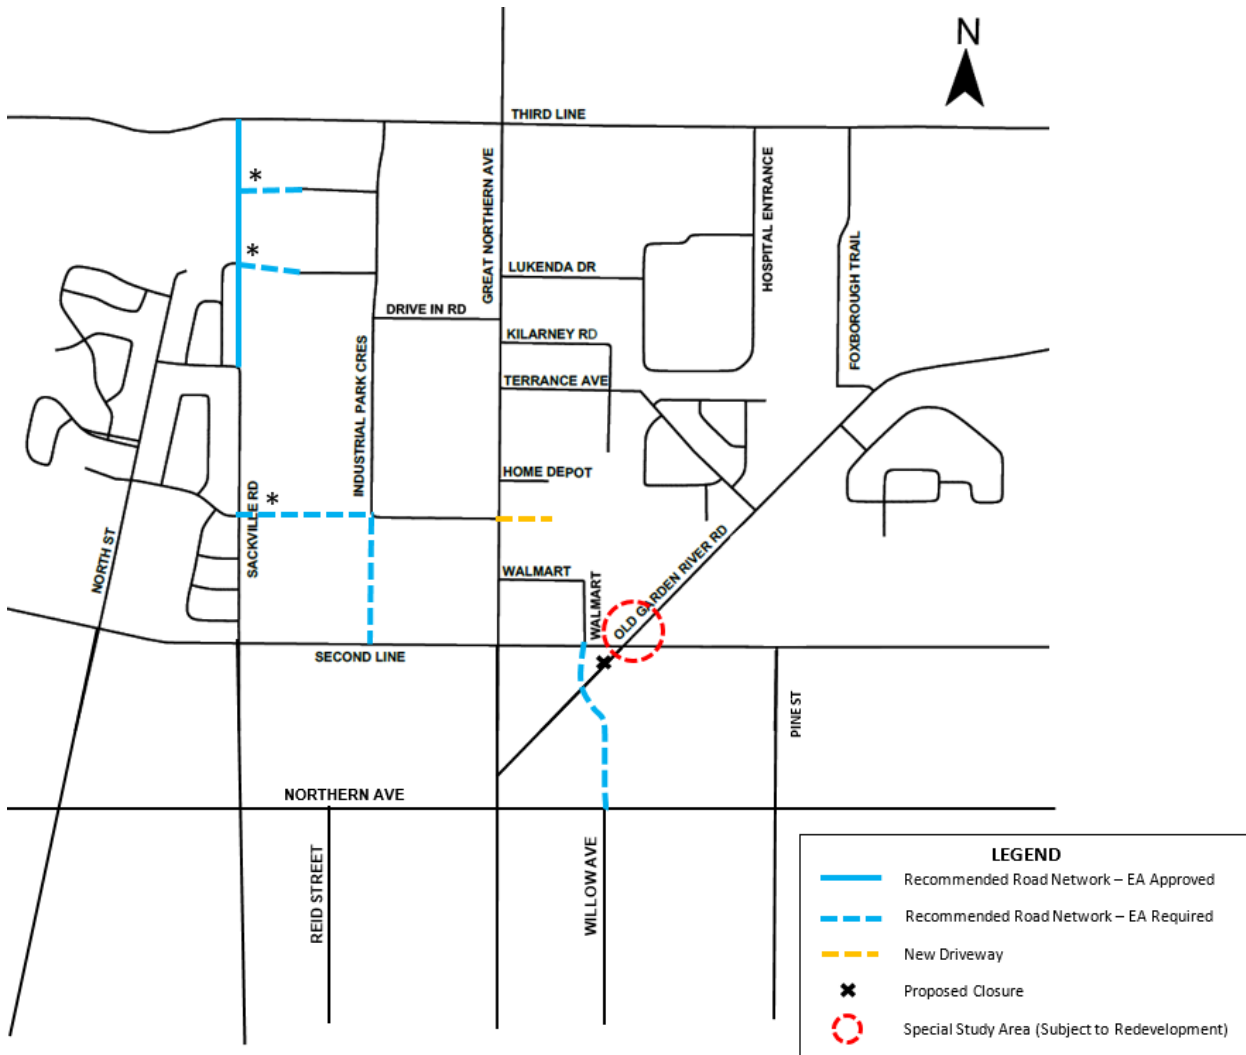 N
THIRD LINE
*
GREAT NORTHERN AVE
HOSPITAL ENTRANCE
*
LUKENDA DR
FOXBOROUGH TRAIL
DRIVE IN RD
KILARNEY RD
INDUSTRIAL PARK CRES
TERRANCE AVE
HOME DEPOT
*
SACKVILLE RD
NORTH ST
WALMART
WALMART
OLD GARDEN RIVER RD
SECOND LINE
PINE ST
NORTHERN AVE
REID STREET
WILLOW AVE
LEGEND
Recommended Road Network – EA Approved
Recommended Road Network – EA Required
New Driveway
Proposed Closure
Special Study Area (Subject to Redevelopment)